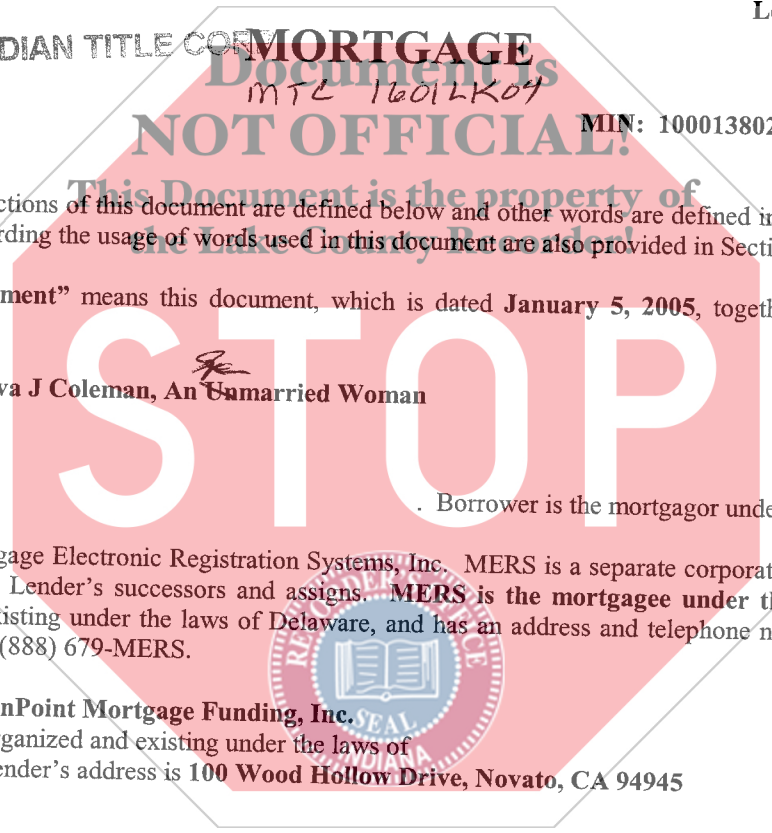 L
DIAN TITLE COR
MORTGAGE
Document is
MTC 1601LK04
NOT OFFICIAL!
MIN: 100013802
This Document is the property of
ctions of this document are defined below and other words are defined in
the Lake County Recorder!
rding the usage of words used in this document are also provided in Secti
ment” means this document, which is dated January 5, 2005, togeth
STOP
va J Coleman, An Unmarried Woman
. Borrower is the mortgagor unde
gage Electronic Registration Systems, Inc. MERS is a separate corporat
Lender’s successors and assigns. MERS is the mortgagee under th
isting under the laws of Delaware, and has an address and telephone n
(888) 679-MERS.
RECORDER'S OFFICE
SEAL
INDIANA
nPoint Mortgage Funding, Inc.
rganized and existing under the laws of
ender’s address is 100 Wood Hollow Drive, Novato, CA 94945